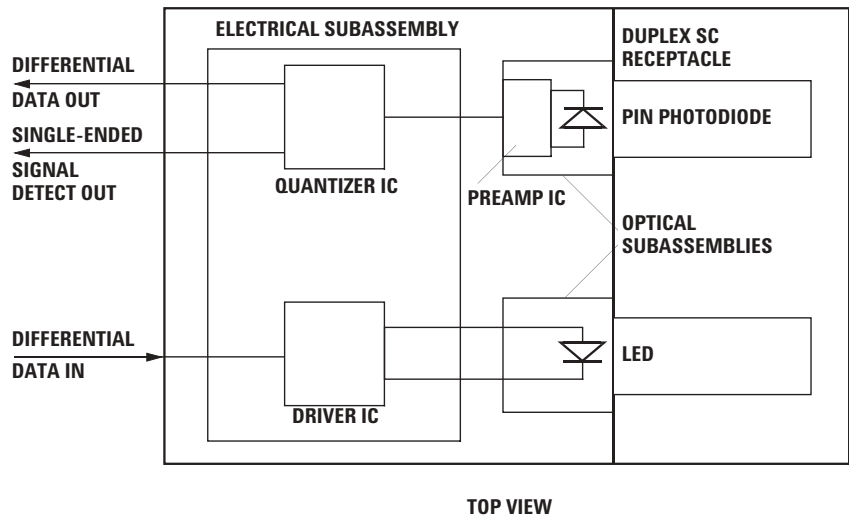 ELECTRICAL SUBASSEMBLY
DUPLEX SC
RECEPTACLE
DIFFERENTIAL
DATA OUT
SINGLE-ENDED
SIGNAL
DETECT OUT
QUANTIZER IC
PREAMP IC
PIN PHOTODIODE
OPTICAL
SUBASSEMBLIES
DIFFERENTIAL
DATA IN
DRIVER IC
LED
TOP VIEW